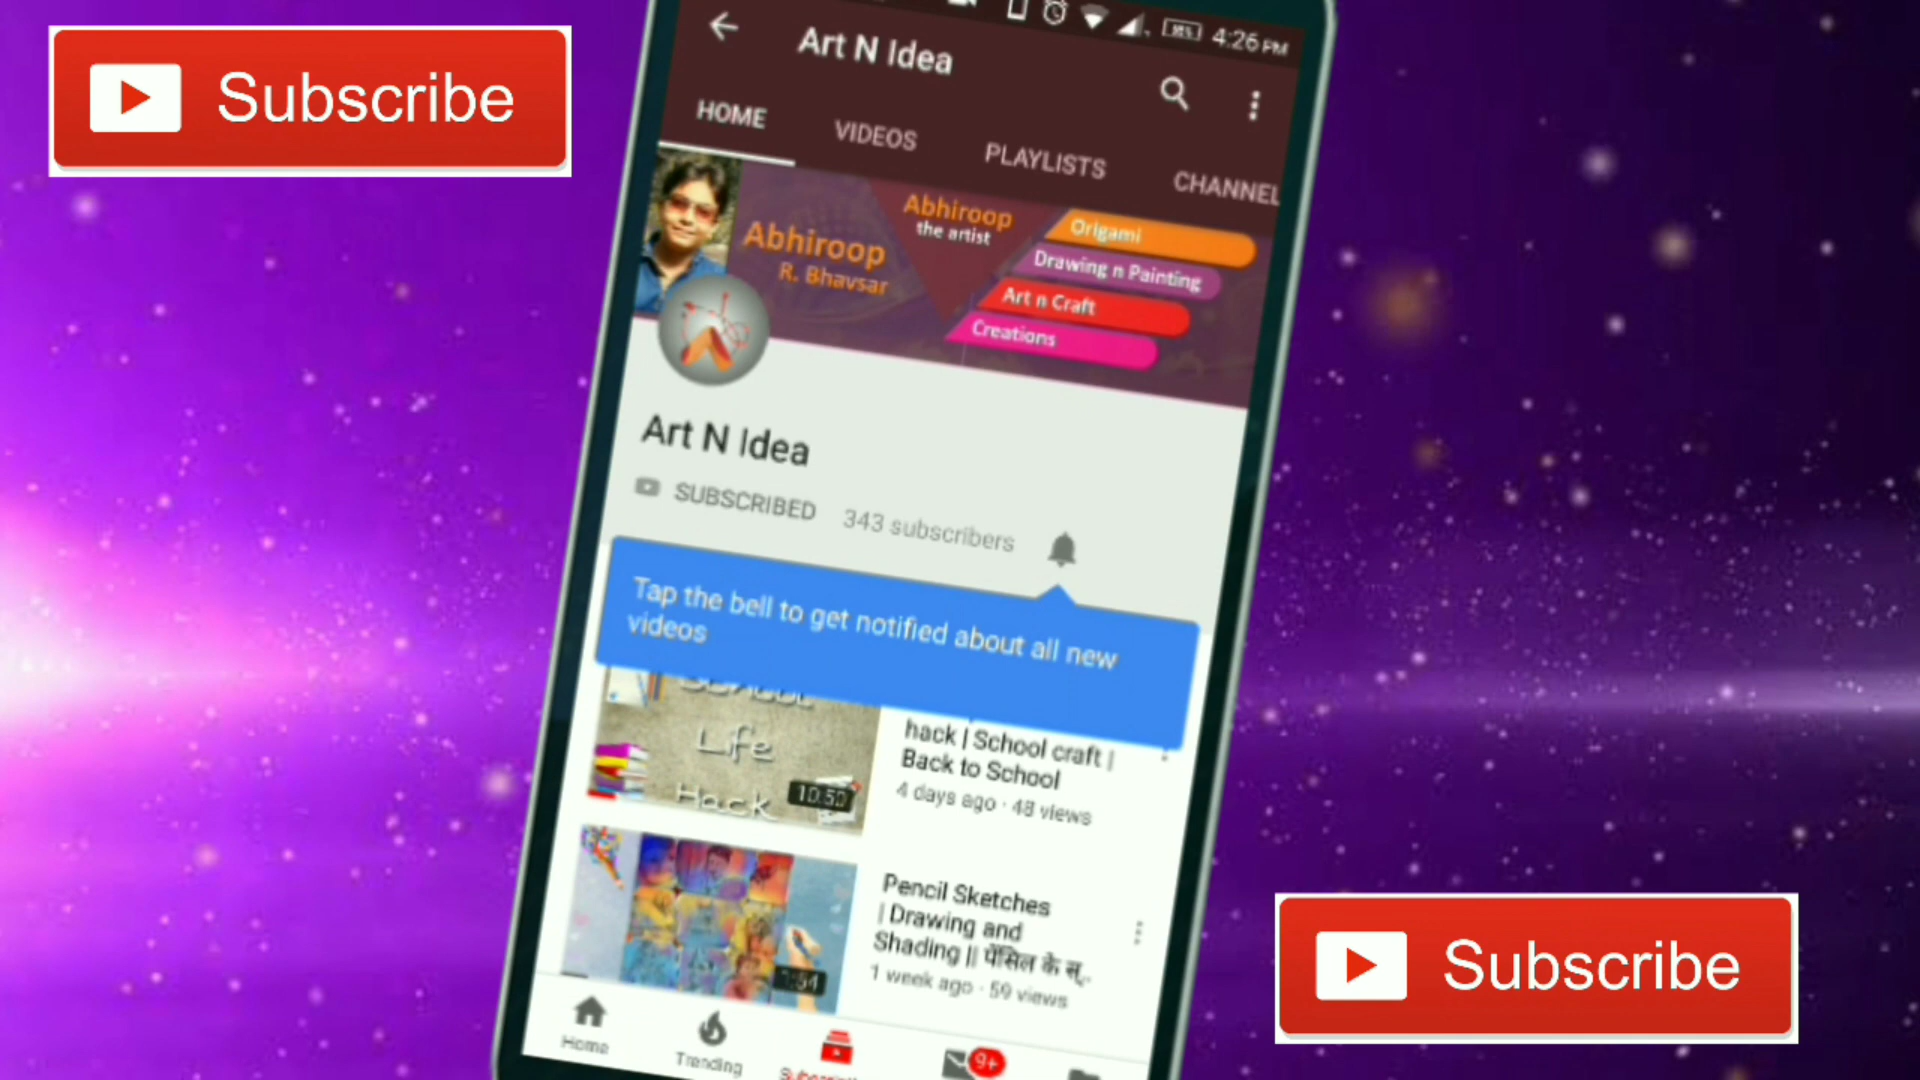 Subscribe
4:26 PM
Art N Idea
HOME
VIDEOS
PLAYLISTS
CHANNEL
Abhiroop
R. Bhavsar
Abhiroop
the artist
Origami
Drawing n Painting
Art n Craft
Creations
Art N Idea
SUBSCRIBED
343 subscribers
Tap the bell to get notified about all new
videos
Life
Hack
10:50
hack | School craft |
Back to School
4 days ago · 48 views
Pencil Sketches
| Drawing and
Shading || पेंसिल के स्..
1 week ago · 59 views
Home
Trending
9+
Subscribe